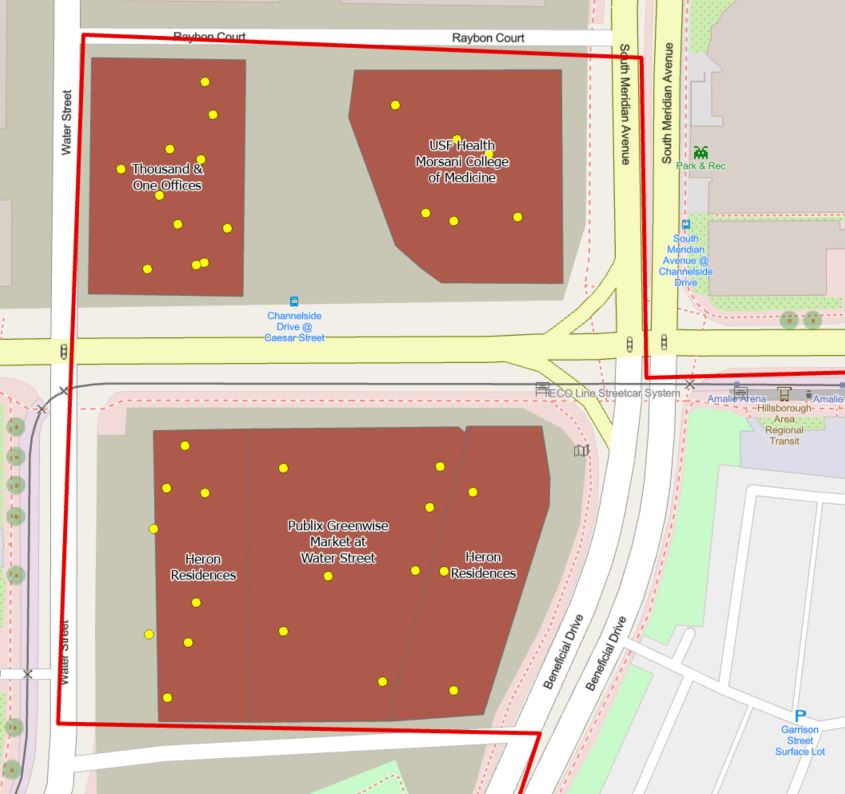 Raybon Court
Raybon Court
Water Street
South Meridian Avenue
South Meridian Avenue
Thousand &
One Offices
USF Health
Morsani College
of Medicine
Park & Rec
South
Meridian
Avenue @
Channelside
Drive
Channelside
Drive @
Caesar Street
TECO Line Streetcar System
Amalie Arena
Amalie
Hillsborough
Area
Regional
Transit
Heron
Residences
Publix Greenwise
Market at
Water Street
Heron
Residences
Water Street
Beneficial Drive
Beneficial Drive
P
Garrison
Street
Surface Lot